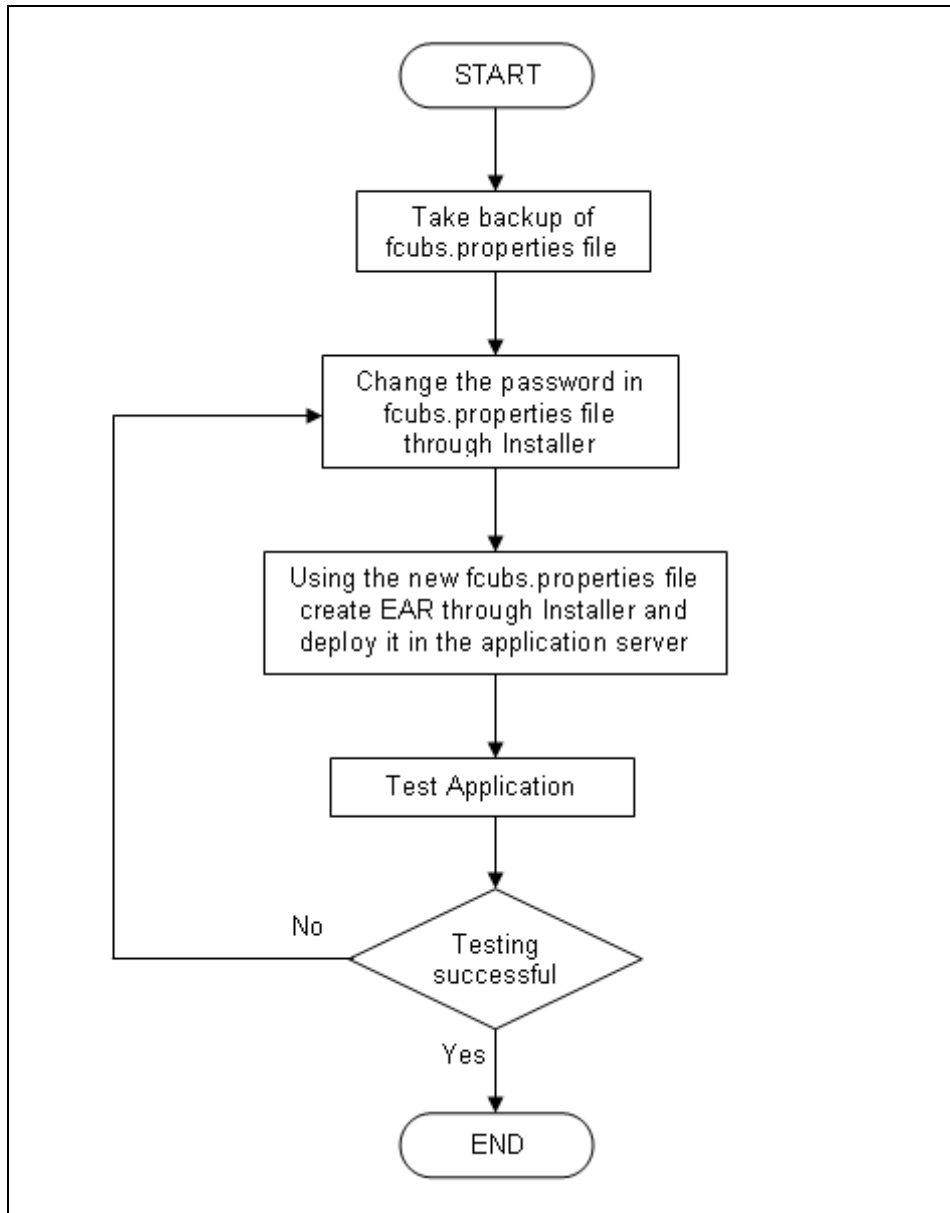 START
Take backup of
fcubs.properties file
Change the password in
fcubs.properties file
through Installer
Using the new fcubs.properties file
create EAR through Installer and
deploy it in the application server
Test Application
No
Testing
successful
Yes
END